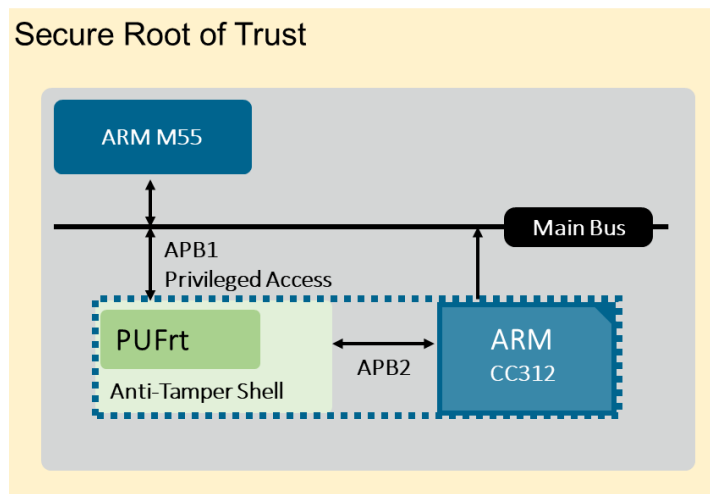 Secure Root of Trust
ARM M55
Main Bus
APB1
Privileged Access
PUFrt
Anti-Tamper Shell
APB2
ARM
CC312